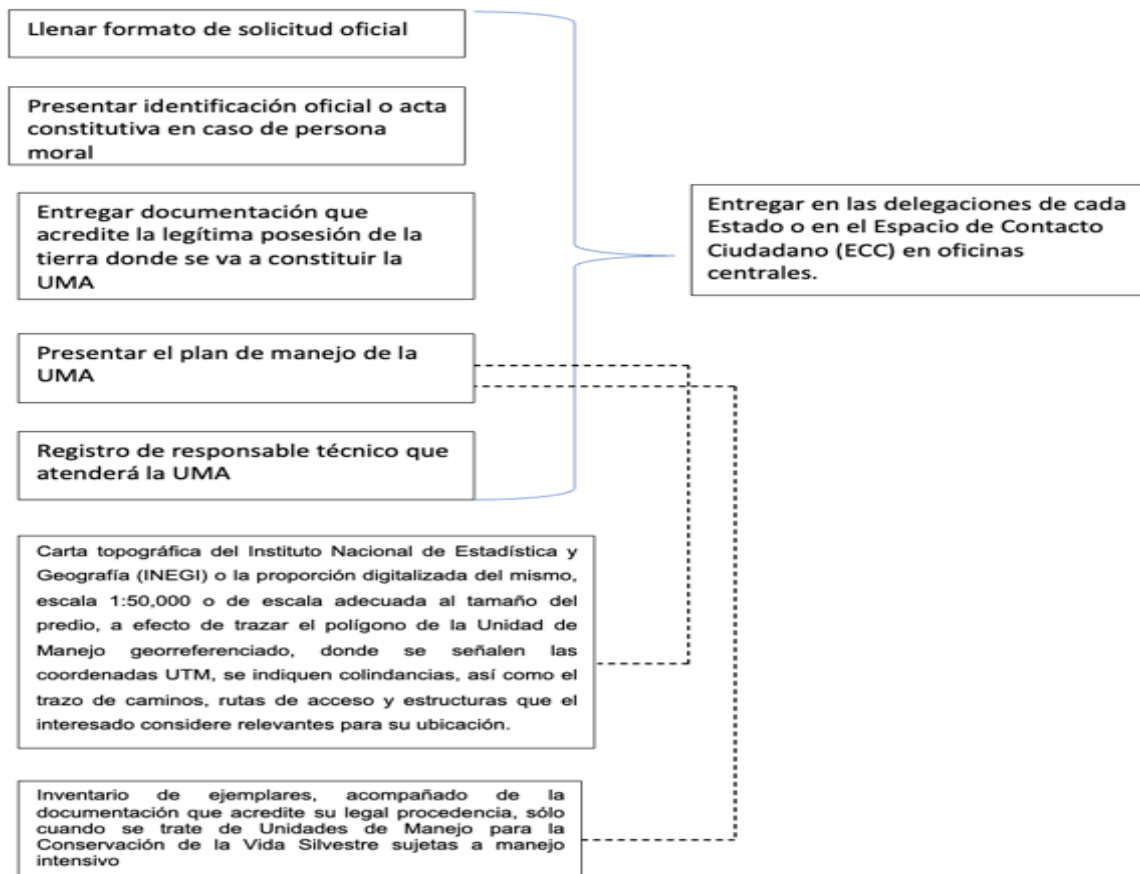 Llenar formato de solicitud oficial
Presentar identificación oficial o acta
constitutiva en caso de persona
moral
Entregar documentación que
acredite la legítima posesión de la
tierra donde se va a constituir la
UMA
Presentar el plan de manejo de la
UMA
Registro de responsable técnico que
atenderá la UMA
Entregar en las delegaciones de cada
Estado o en el Espacio de Contacto
Ciudadano (ECC) en oficinas
centrales.
Carta topográfica del Instituto Nacional de Estadística y
Geografía (INEGI) o la proporción digitalizada del mismo,
escala 1:50,000 o de escala adecuada al tamaño del
predio, a efecto de trazar el polígono de la Unidad de
Manejo georreferenciado, donde se señalen las
coordenadas UTM, se indiquen colindancias, así como el
trazo de caminos, rutas de acceso y estructuras que el
interesado considere relevantes para su ubicación.
Inventario de ejemplares, acompañado de la
documentación que acredite su legal procedencia, sólo
cuando se trate de Unidades de Manejo para la
Conservación de la Vida Silvestre sujetas a manejo
intensivo